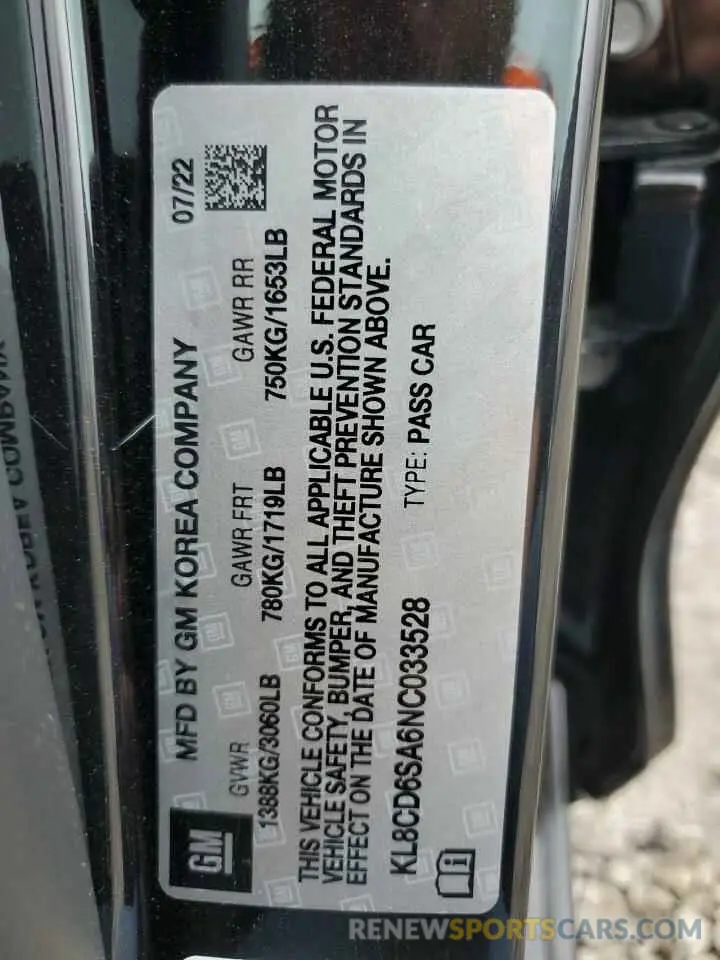 MFD BY GM KOREA COMPANY 07/22
GVWR GAWR FRT GAWR RR
1388KG/3060LB 780KG/1719LB 750KG/1653LB
THIS VEHICLE CONFORMS TO ALL APPLICABLE U.S. FEDERAL MOTOR
VEHICLE SAFETY, BUMPER, AND THEFT PREVENTION STANDARDS IN
EFFECT ON THE DATE OF MANUFACTURE SHOWN ABOVE.
KL8CD6SA6NC033528 TYPE: PASS CAR
GM
RENEWSPORTSCARS.COM